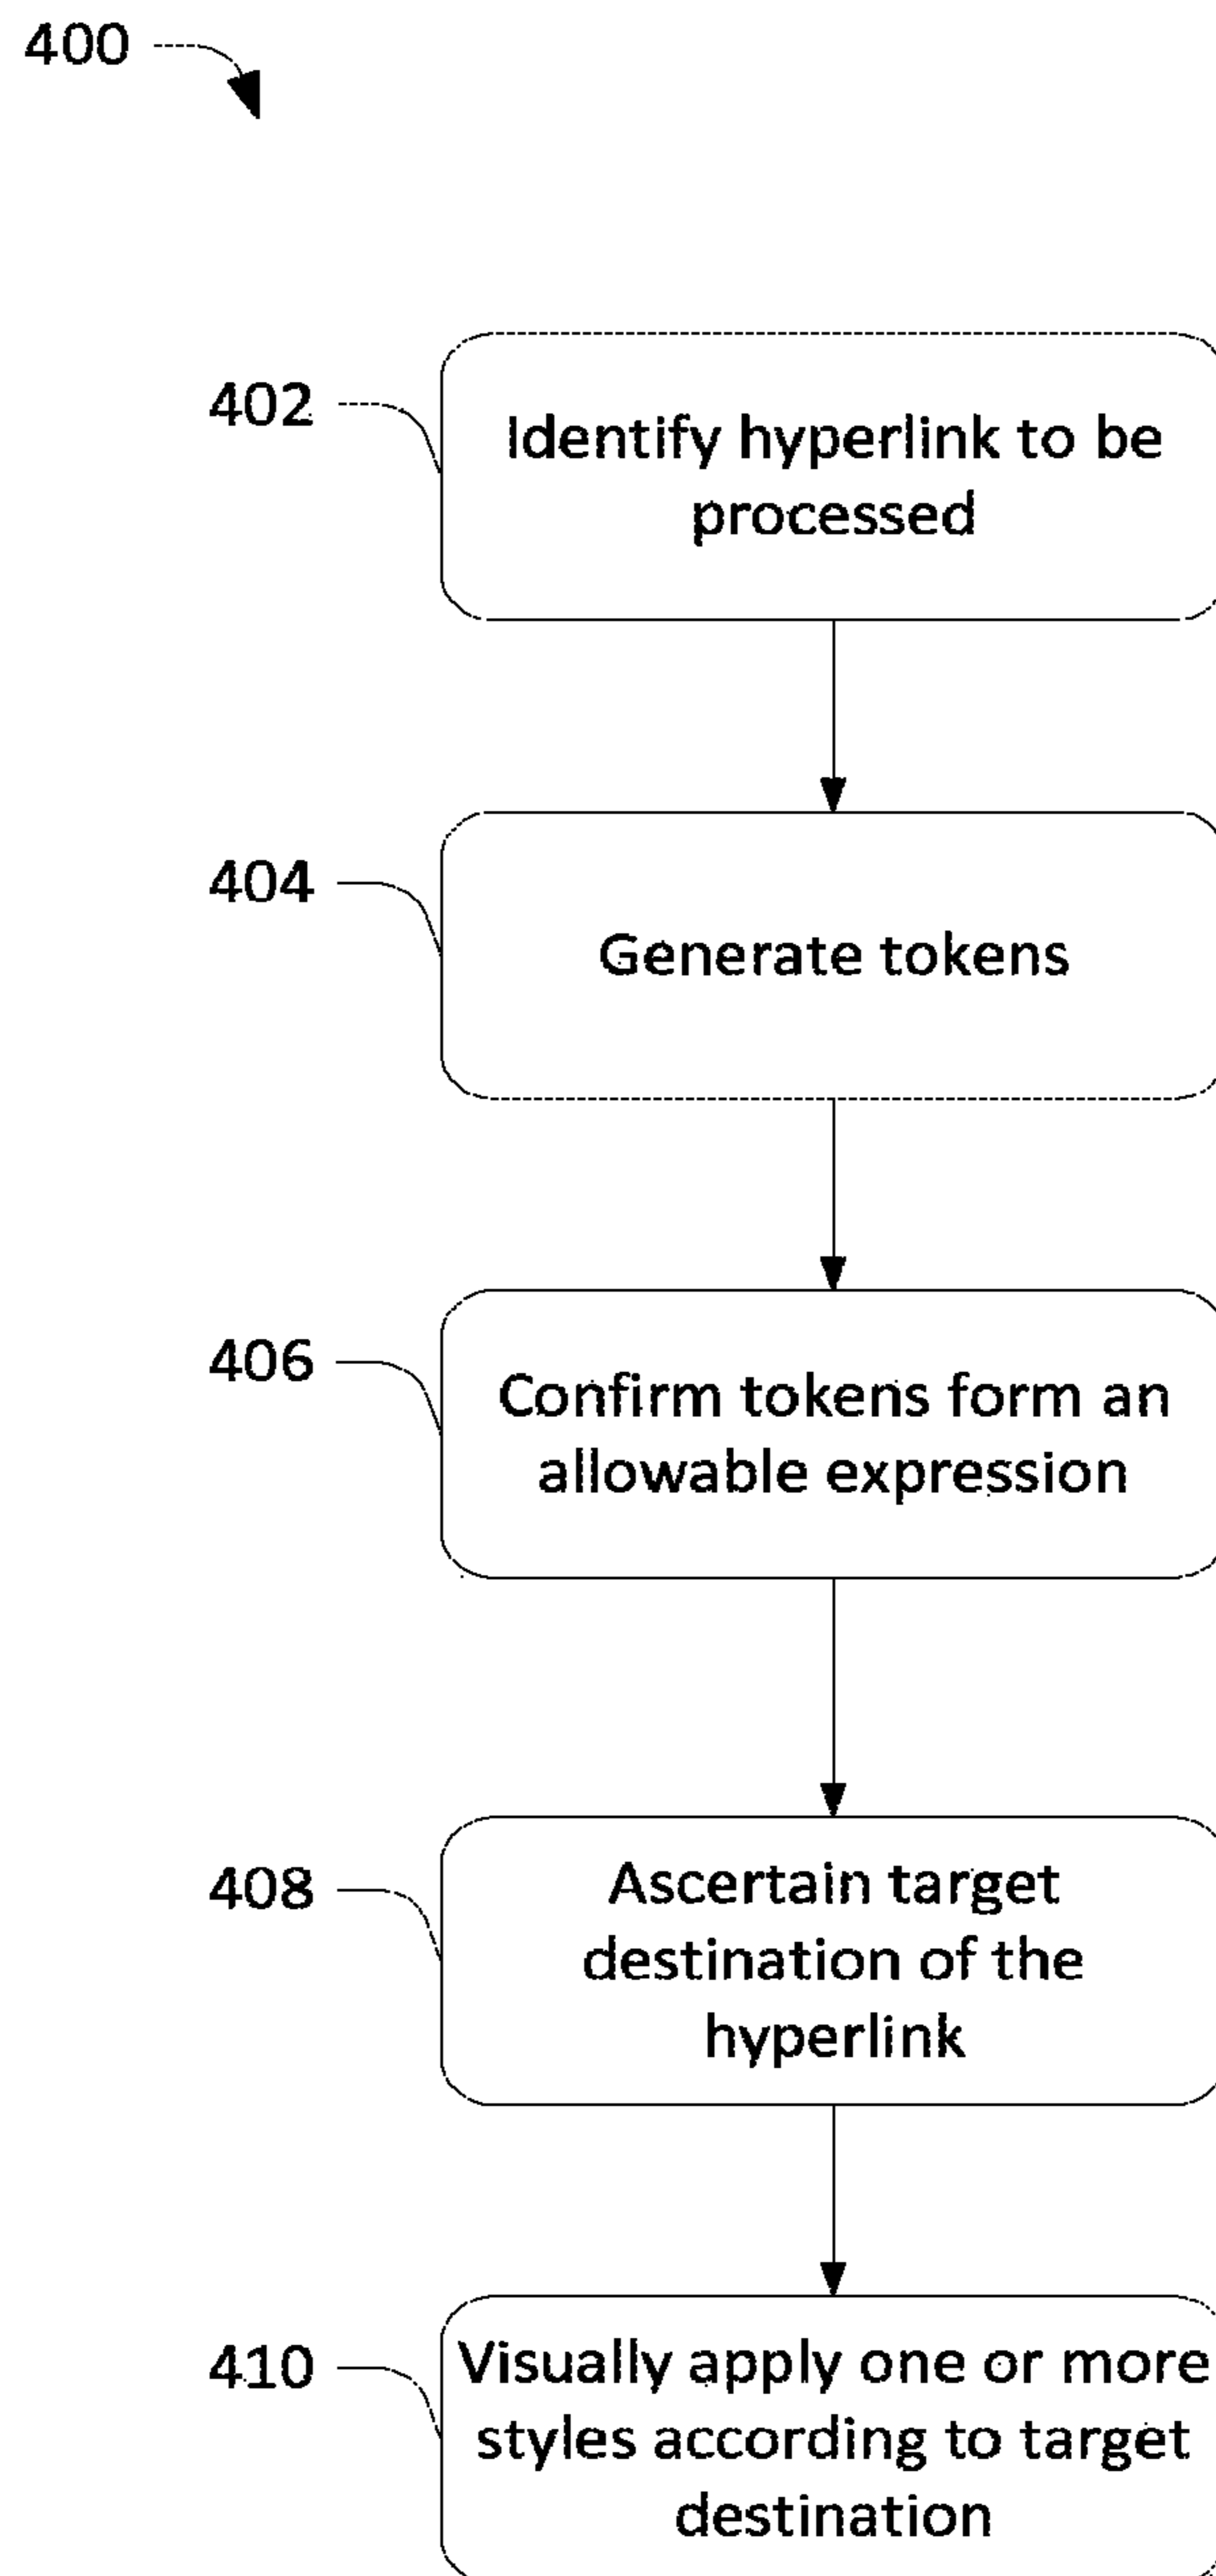 400
402
Identify hyperlink to be
processed
404
Generate tokens
406
Confirm tokens form an
allowable expression
408
Ascertain target
destination of the
hyperlink
410
Visually apply one or more
styles according to target
destination